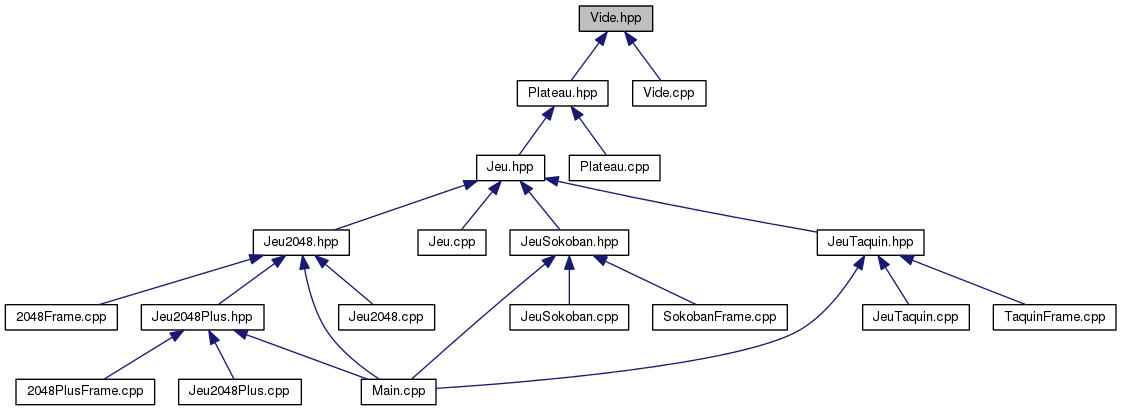 Vide.hpp
Plateau.hpp
Vide.cpp
Jeu.hpp
Plateau.cpp
Jeu2048.hpp
Jeu.cpp
JeuSokoban.hpp
JeuTaquin.hpp
2048Frame.cpp
Jeu2048Plus.hpp
Jeu2048.cpp
JeuSokoban.cpp
SokobanFrame.cpp
JeuTaquin.cpp
TaquinFrame.cpp
2048PlusFrame.cpp
Jeu2048Plus.cpp
Main.cpp